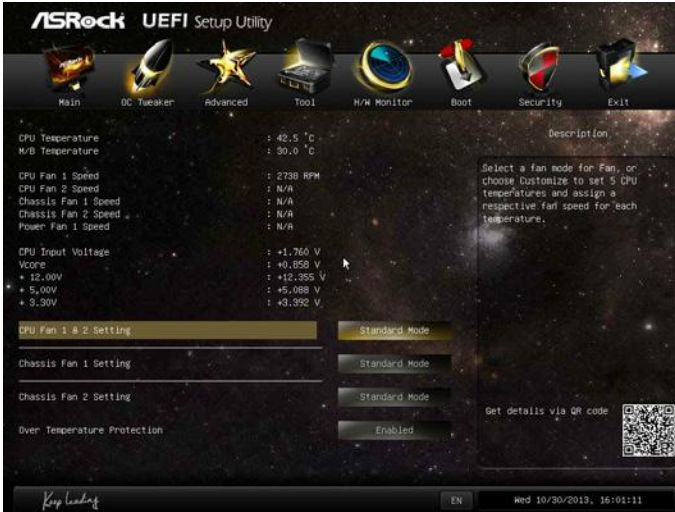 ASRock UEFI Setup Utility
Main OC Tweaker Advanced Tool H/W Monitor Boot Security Exit
CPU Temperature : 42.5 °C
M/B Temperature : 30.0 °C
CPU Fan 1 Speed : 2738 RPM
CPU Fan 2 Speed : N/A
Chassis Fan 1 Speed : N/A
Chassis Fan 2 Speed : N/A
Power Fan 1 Speed : N/A
CPU Input Voltage : +1.760 V
Vcore : +0.858 V
+ 12.00V : +12.355 V
+ 5.00V : +5.088 V
+ 3.30V : +3.392 V
CPU Fan 1 & 2 Setting Standard Mode
Chassis Fan 1 Setting Standard Mode
Chassis Fan 2 Setting Standard Mode
Over Temperature Protection Enabled
Description
Select a fan mode for Fan, or
choose Customize to set 5 CPU
temperatures and assign a
respective fan speed for each
temperature.
Get details via QR code
Keep Leading
EN Wed 10/30/2013, 16:01:11